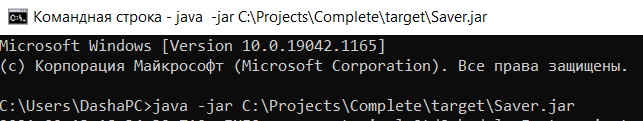 Командная строка - java -jar C:\Projects\Complete\target\Saver.jar
Microsoft Windows [Version 10.0.19042.1165]
(c) Корпорация Майкрософт (Microsoft Corporation). Все права защищены.
C:\Users\DashaPC>java -jar C:\Projects\Complete\target\Saver.jar